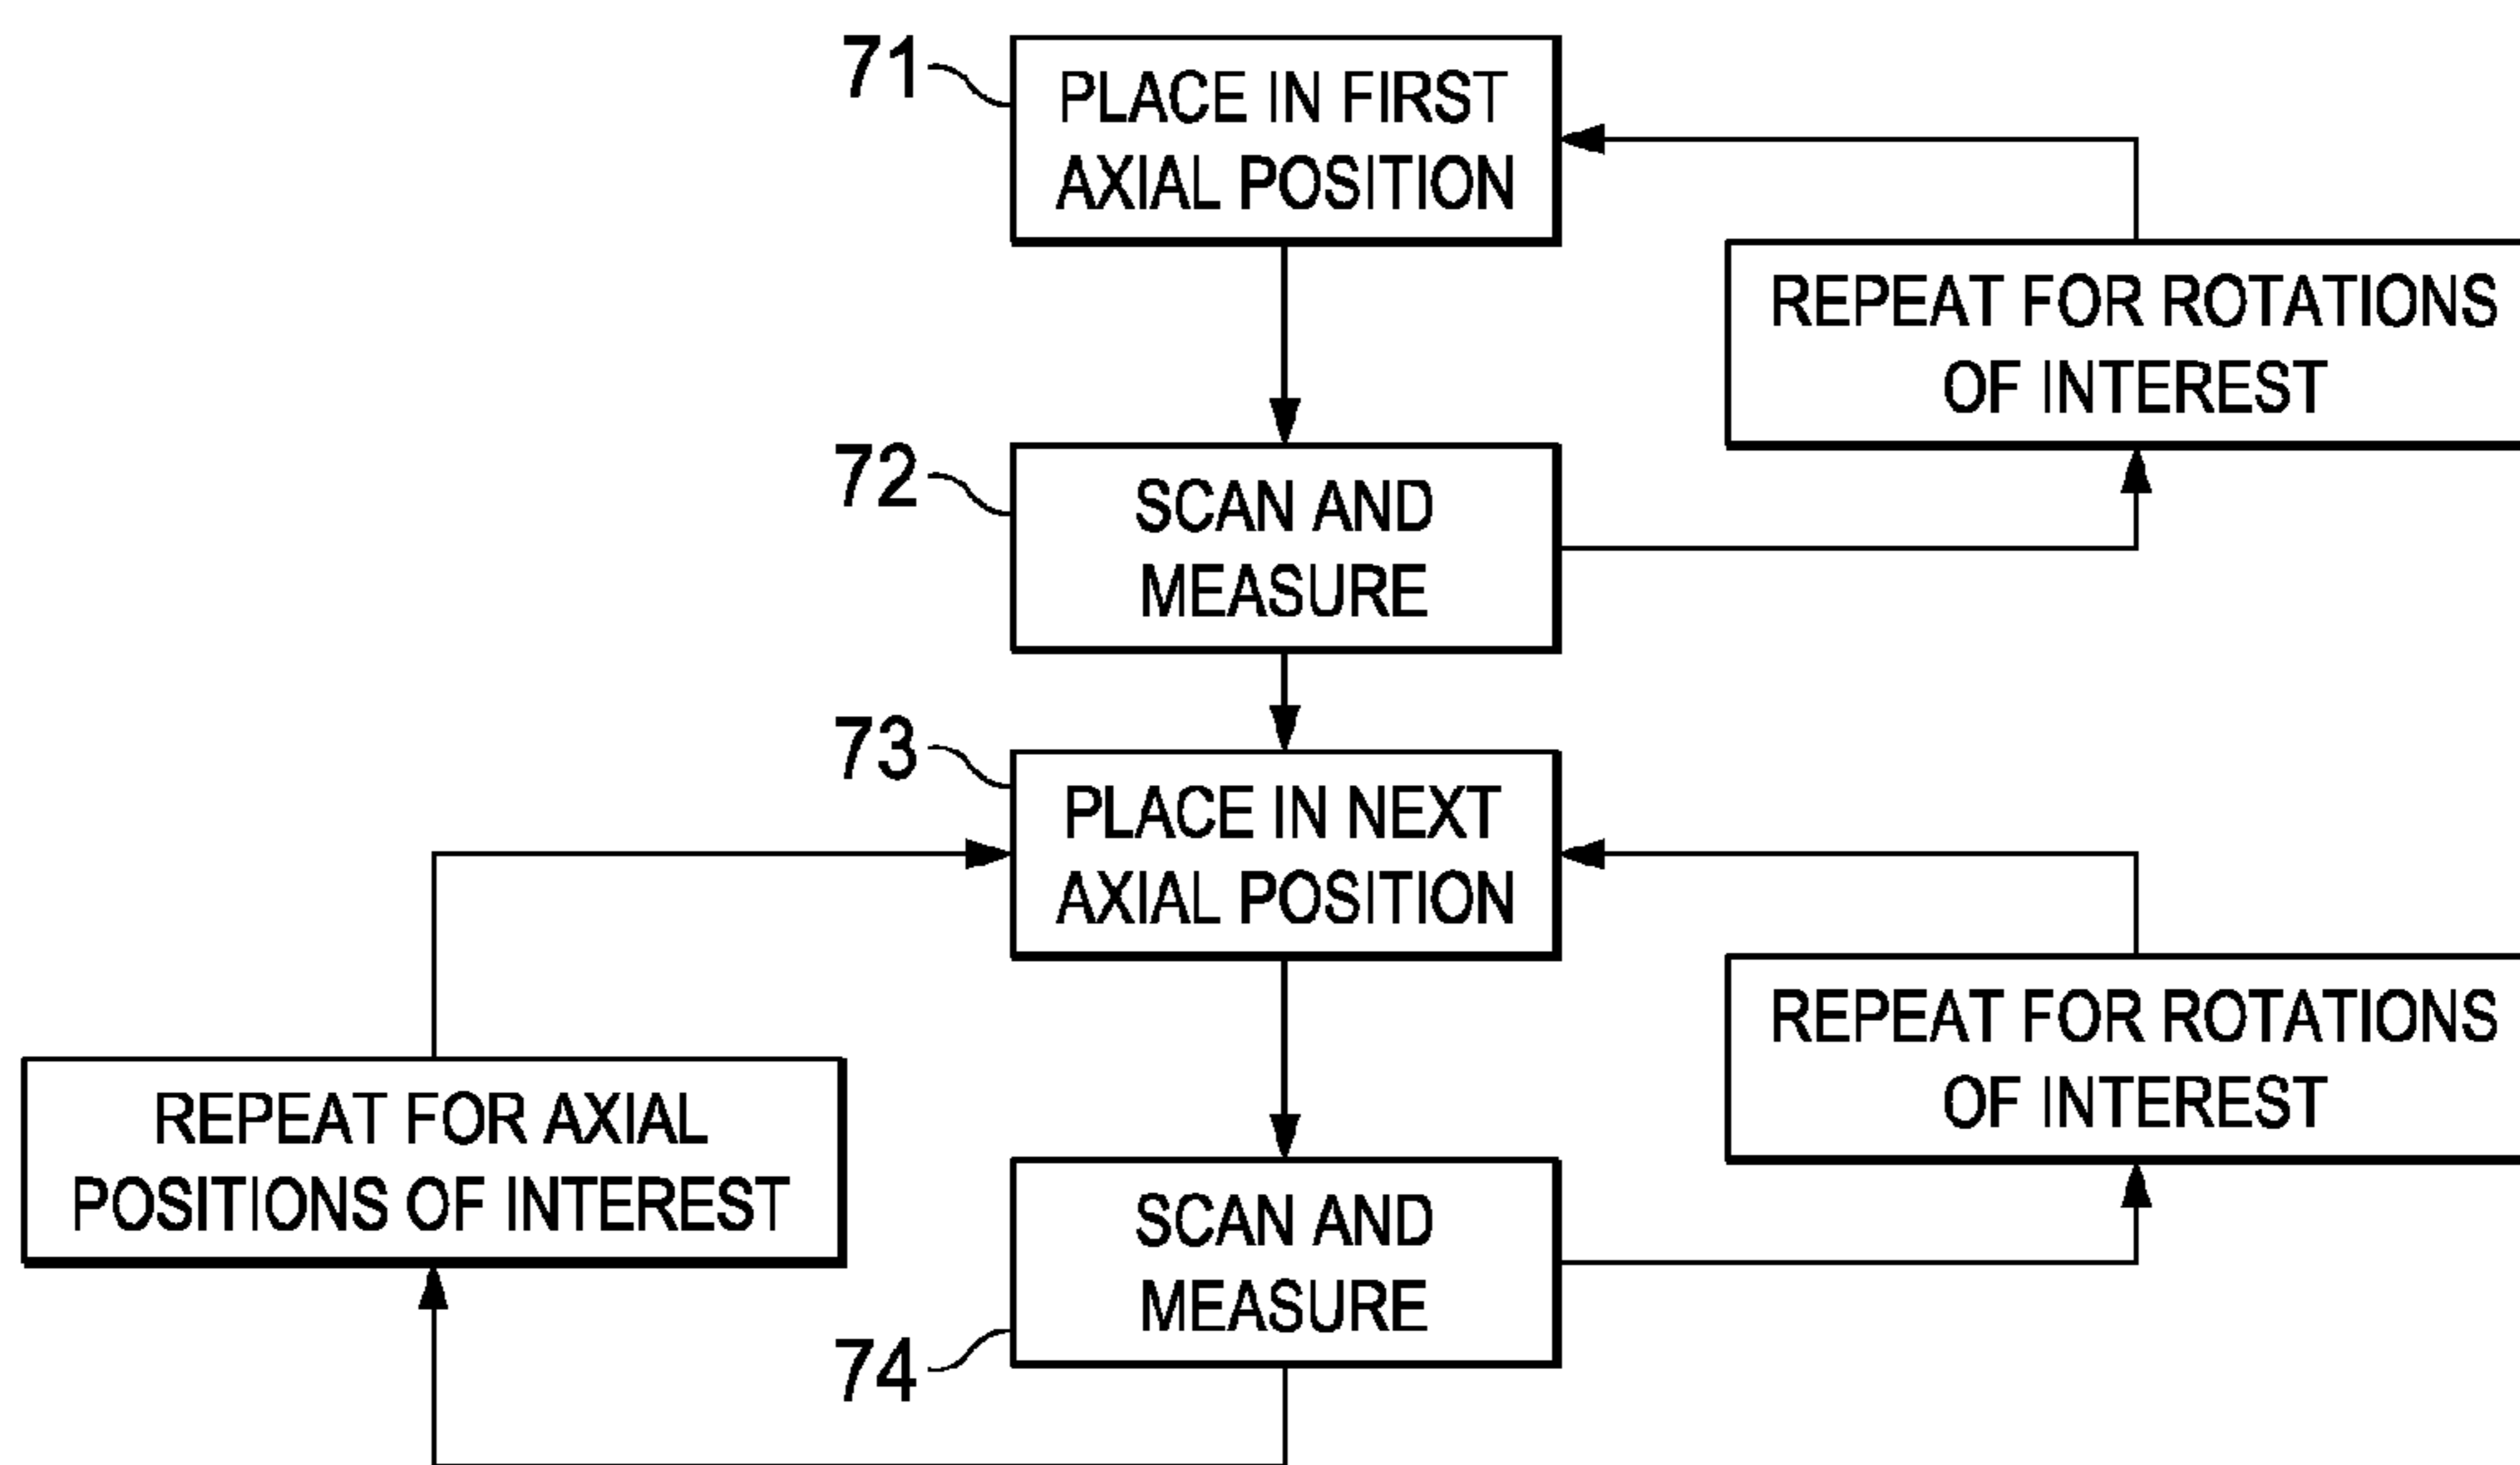 71
PLACE IN FIRST
AXIAL POSITION
REPEAT FOR ROTATIONS
OF INTEREST
72
SCAN AND
MEASURE
73
PLACE IN NEXT
AXIAL POSITION
REPEAT FOR ROTATIONS
OF INTEREST
REPEAT FOR AXIAL
POSITIONS OF INTEREST
SCAN AND
MEASURE
74